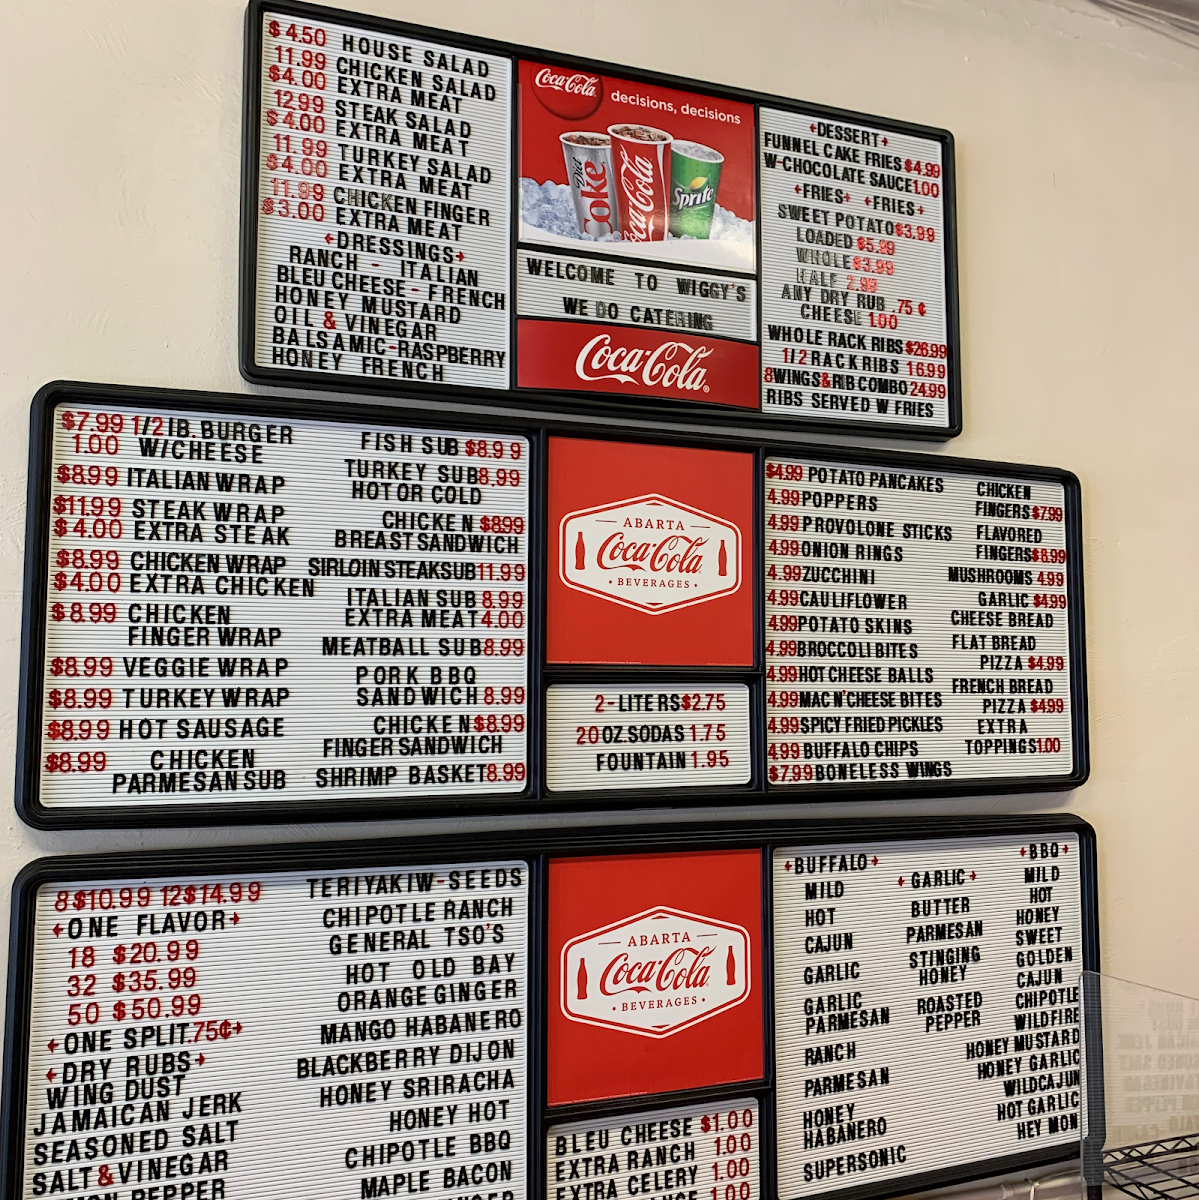 $4.50 HOUSE SALAD
11.99 CHICKEN SALAD
$4.00 EXTRA MEAT
12.99 STEAK SALAD
$4.00 EXTRA MEAT
11.99 TURKEY SALAD
$4.00 EXTRA MEAT
11.99 CHICKEN FINGER
$3.00 EXTRA MEAT
DRESSINGS
RANCH - ITALIAN
BLEU CHEESE - FRENCH
HONEY MUSTARD
OIL & VINEGAR
BALSAMIC-RASPBERRY
HONEY FRENCH
Coca-Cola
decisions, decisions
Diet Coke
Coca-Cola
Sprite
WELCOME TO WIGGY'S
WE DO CATERING
Coca-Cola
DESSERT
FUNNEL CAKE FRIES $4.99
W-CHOCOLATE SAUCE 1.00
FRIES FRIES
SWEET POTATO $3.99
LOADED $5.99
WHOLE $3.99
HALF 2.99
ANY DRY RUB .75 ¢
CHEESE 1.00
WHOLE RACK RIBS $26.99
1/2 RACK RIBS 16.99
8 WINGS & RIB COMBO 24.99
RIBS SERVED W FRIES
$7.99 1/2 IB. BURGER
1.00 W/CHEESE
$8.99 ITALIAN WRAP
$11.99 STEAK WRAP
$4.00 EXTRA STEAK
$8.99 CHICKEN WRAP
$4.00 EXTRA CHICKEN
$8.99 CHICKEN
FINGER WRAP
$8.99 VEGGIE WRAP
$8.99 TURKEY WRAP
$8.99 HOT SAUSAGE
$8.99 CHICKEN
PARMESAN SUB
FISH SUB $8.99
TURKEY SUB 8.99
HOT OR COLD
CHICKEN $8.99
BREAST SANDWICH
SIRLOIN STEAK SUB 11.99
ITALIAN SUB 8.99
EXTRA MEAT 4.00
MEATBALL SUB 8.99
PORK BBQ
SANDWICH 8.99
CHICKEN $8.99
FINGER SANDWICH
SHRIMP BASKET 8.99
ABARTA
Coca-Cola
• BEVERAGES •
2-LITERS $2.75
20 OZ. SODAS 1.75
FOUNTAIN 1.95
$4.99 POTATO PANCAKES
4.99 POPPERS
4.99 PROVOLONE STICKS
4.99 ONION RINGS
4.99 ZUCCHINI
4.99 CAULIFLOWER
4.99 POTATO SKINS
4.99 BROCCOLI BITES
4.99 HOT CHEESE BALLS
4.99 MAC N'CHEESE BITES
4.99 SPICY FRIED PICKLES
4.99 BUFFALO CHIPS
$7.99 BONELESS WINGS
CHICKEN
FINGERS $7.99
FLAVORED
FINGERS $8.99
MUSHROOMS 4.99
GARLIC $4.99
CHEESE BREAD
FLAT BREAD
PIZZA $4.99
FRENCH BREAD
PIZZA $4.99
EXTRA
TOPPINGS 1.00
8 $10.99 12 $14.99
ONE FLAVOR
18 $20.99
32 $35.99
50 $50.99
ONE SPLIT .75¢
DRY RUBS
WING DUST
JAMAICAN JERK
SEASONED SALT
SALT & VINEGAR
PEPPER
TERIYAKI W-SEEDS
CHIPOTLE RANCH
GENERAL TSO'S
HOT OLD BAY
ORANGE GINGER
MANGO HABANERO
BLACKBERRY DIJON
HONEY SRIRACHA
HONEY HOT
CHIPOTLE BBQ
MAPLE BACON
ABARTA
Coca-Cola
• BEVERAGES •
BLEU CHEESE $1.00
EXTRA RANCH 1.00
EXTRA CELERY 1.00
1.00
BUFFALO
MILD
HOT
CAJUN
GARLIC
GARLIC
PARMESAN
RANCH
PARMESAN
HONEY
HABANERO
SUPERSONIC
GARLIC
BUTTER
PARMESAN
STINGING
HONEY
ROASTED
PEPPER
BBQ
MILD
HOT
HONEY
SWEET
GOLDEN
CAJUN
CHIPOTLE
WILDFIRE
HONEY MUSTARD
HONEY GARLIC
WILDCAJUN
HOT GARLIC
HEY MON